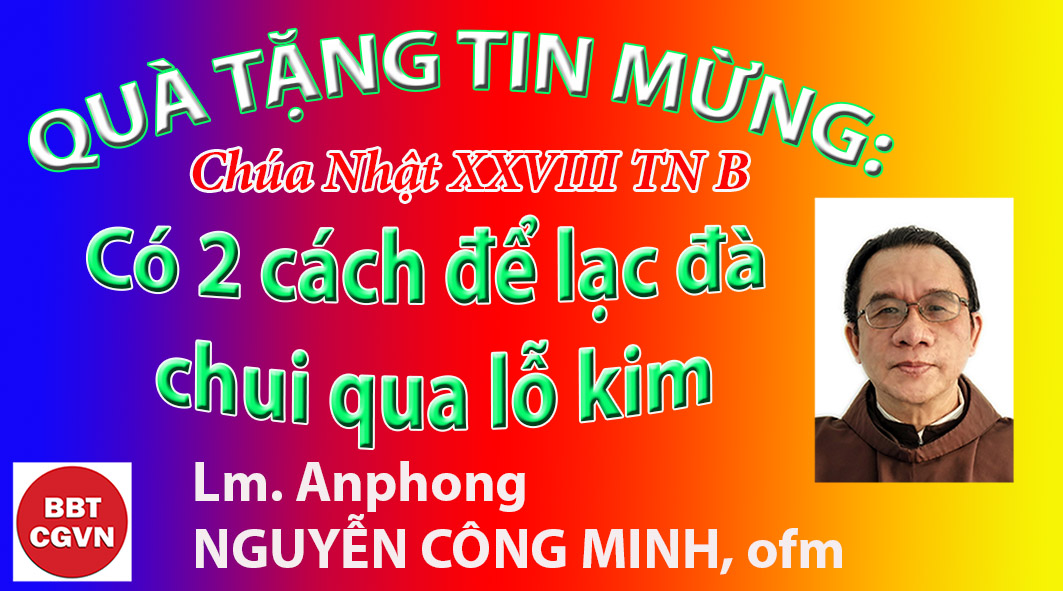 QUÀ TẶNG TIN MỪNG:
Chúa Nhật XXVIII TN B
Có 2 cách để lạc đà
chui qua lỗ kim
Lm. Anphong
NGUYỄN CÔNG MINH, ofm
BBT
CGVN